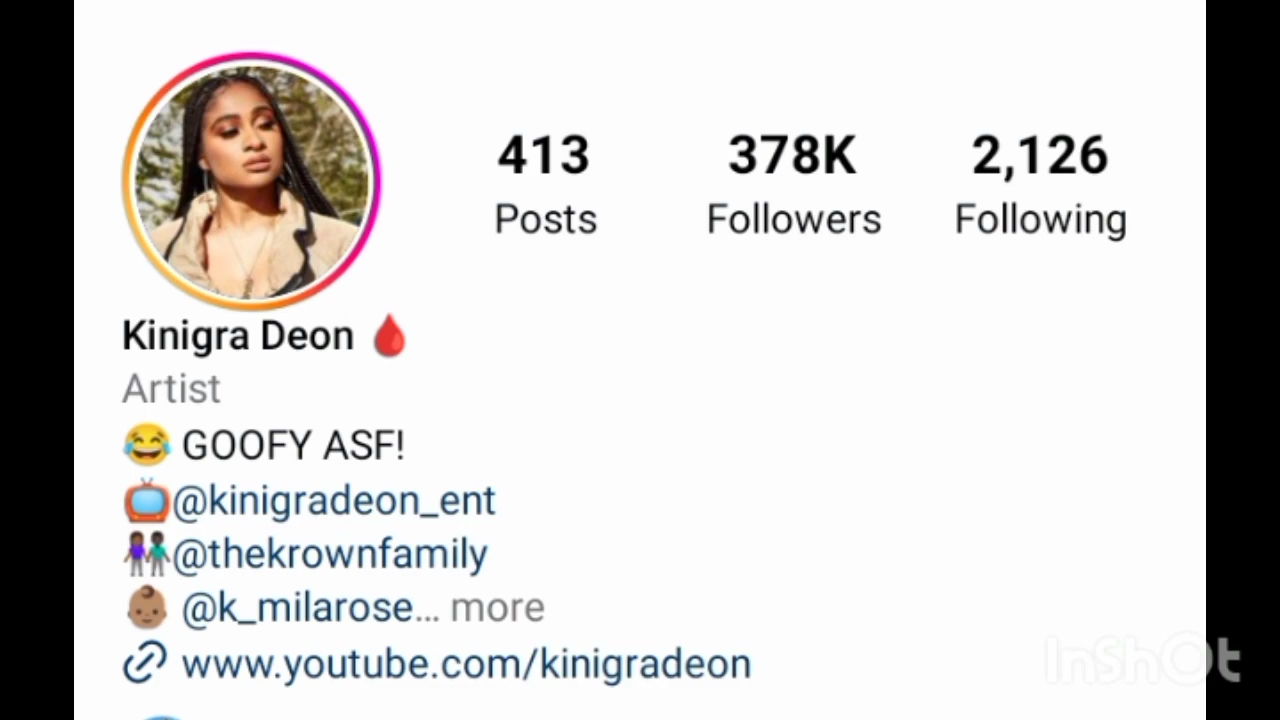 413 378K 2,126
Posts Followers Following
Kinigra Deon 🩸
Artist
😂 GOOFY ASF!
📺@kinigradeon_ent
👫🏾@thekrownfamily
👶🏽 @k_milarose... more
www.youtube.com/kinigradeon
InShOt